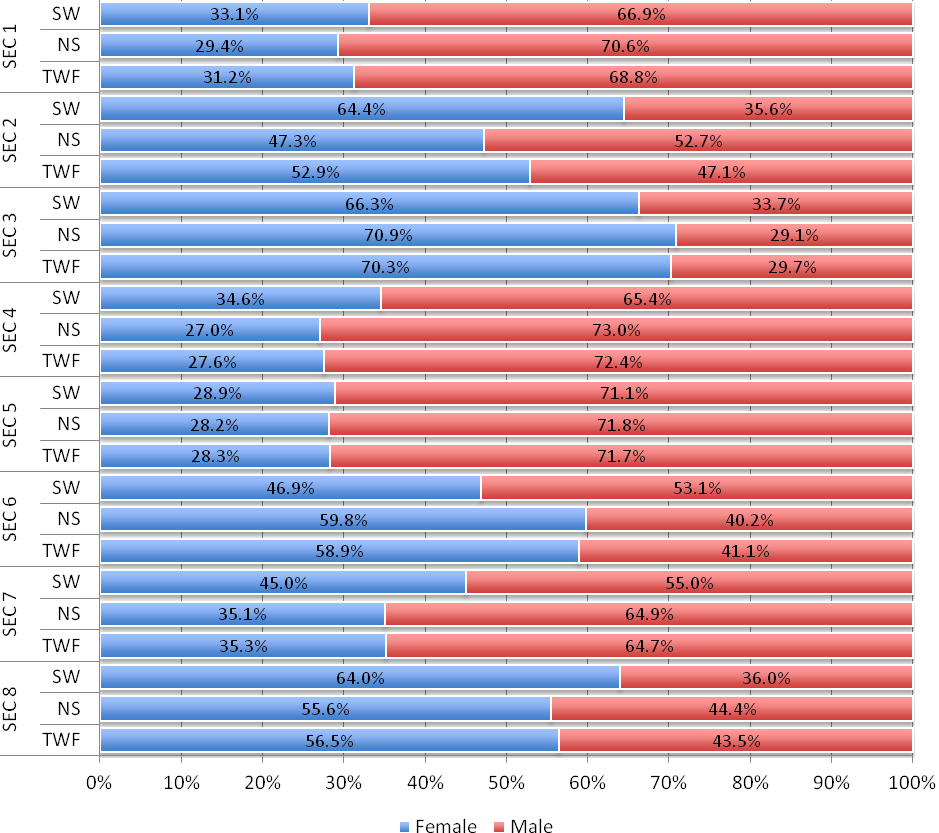 SEC 1
SW 33.1% 66.9%
NS 29.4% 70.6%
TWF 31.2% 68.8%
SEC 2
SW 64.4% 35.6%
NS 47.3% 52.7%
TWF 52.9% 47.1%
SEC 3
SW 66.3% 33.7%
NS 70.9% 29.1%
TWF 70.3% 29.7%
SEC 4
SW 34.6% 65.4%
NS 27.0% 73.0%
TWF 27.6% 72.4%
SEC 5
SW 28.9% 71.1%
NS 28.2% 71.8%
TWF 28.3% 71.7%
SEC 6
SW 46.9% 53.1%
NS 59.8% 40.2%
TWF 58.9% 41.1%
SEC 7
SW 45.0% 55.0%
NS 35.1% 64.9%
TWF 35.3% 64.7%
SEC 8
SW 64.0% 36.0%
NS 55.6% 44.4%
TWF 56.5% 43.5%
0% 10% 20% 30% 40% 50% 60% 70% 80% 90% 100%
Female Male